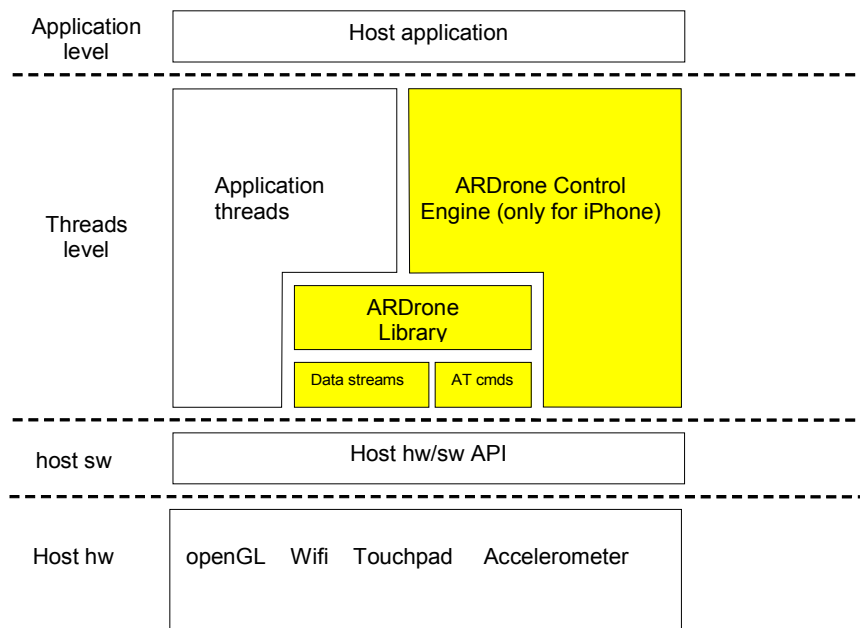 Application
level
Host application
Application
threads
ARDrone Control
Engine (only for iPhone)
Threads
level
ARDrone
Library
Data streams
AT cmds
host sw
Host hw/sw API
Host hw
openGL Wifi Touchpad Accelerometer